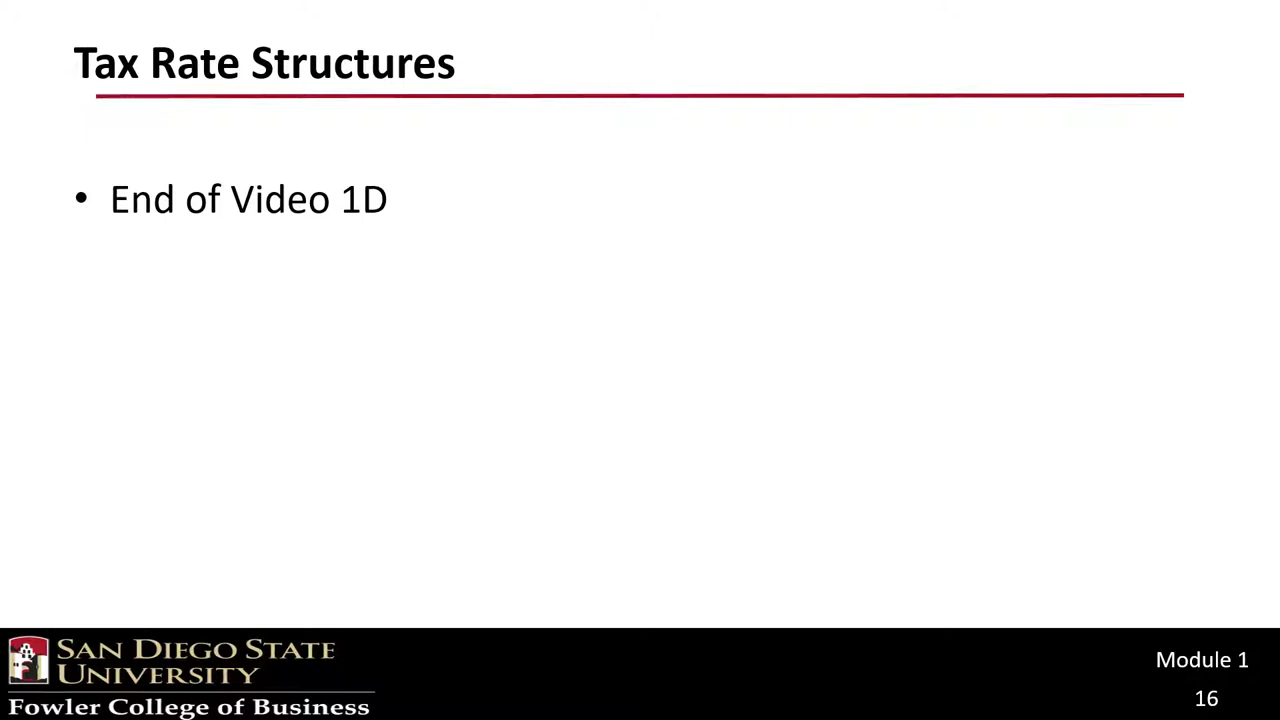 Tax Rate Structures
• End of Video 1D
SAN DIEGO STATE
UNIVERSITY
Fowler College of Business
Module 1
16